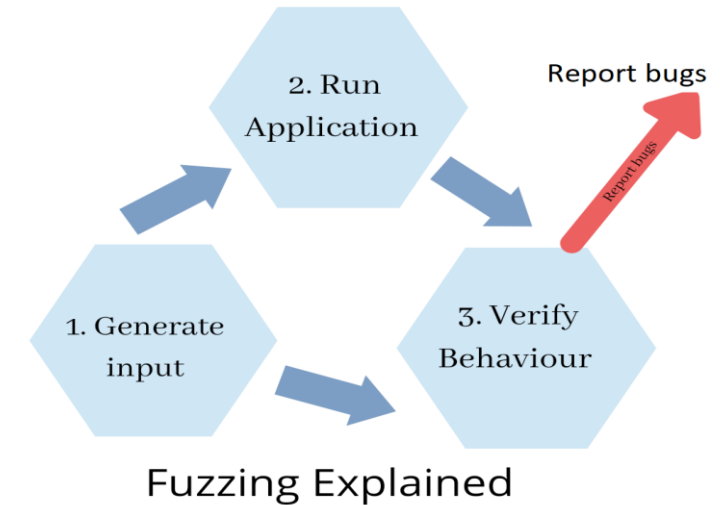 2. Run
Application
Report bugs
Report bugs
1. Generate
input
3. Verify
Behaviour
Fuzzing Explained